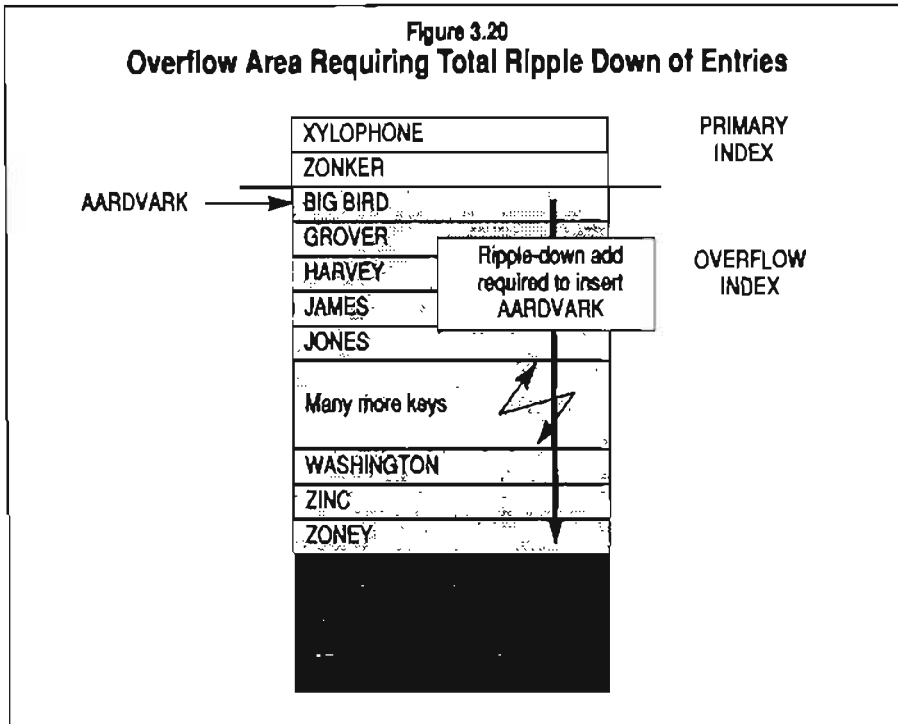 Figure 3.20
Overflow Area Requiring Total Ripple Down of Entries
XYLOPHONE
PRIMARY
INDEX
ZONKER
AARDVARK
BIG BIRD
GROVER
Ripple-down add
required to insert
AARDVARK
OVERFLOW
INDEX
HARVEY
JAMES
JONES
Many more keys
WASHINGTON
ZINC
ZONEY